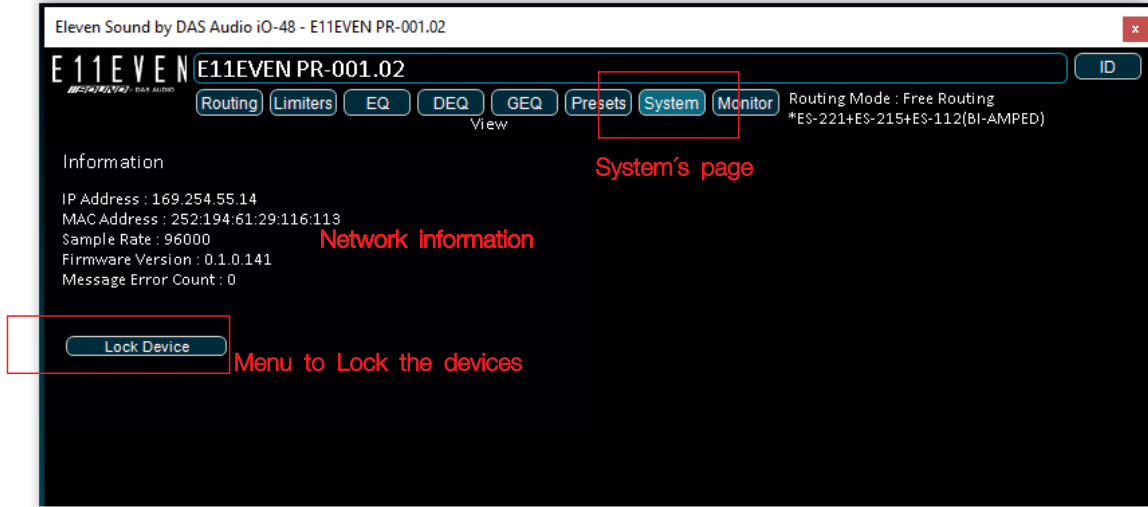 Eleven Sound by DAS Audio iO-48 - E11EVEN PR-001.02
x
E11EVEN
SOUND BY DAS AUDIO
E11EVEN PR-001.02
ID
Routing Limiters EQ DEQ GEQ Presets System Monitor
View
Routing Mode : Free Routing
*ES-221+ES-215+ES-112(BI-AMPED)
System´s page
Information
IP Address : 169.254.55.14
MAC Address : 252:194:61:29:116:113
Sample Rate : 96000
Network information
Firmware Version : 0.1.0.141
Message Error Count : 0
Lock Device
Menu to Lock the devices